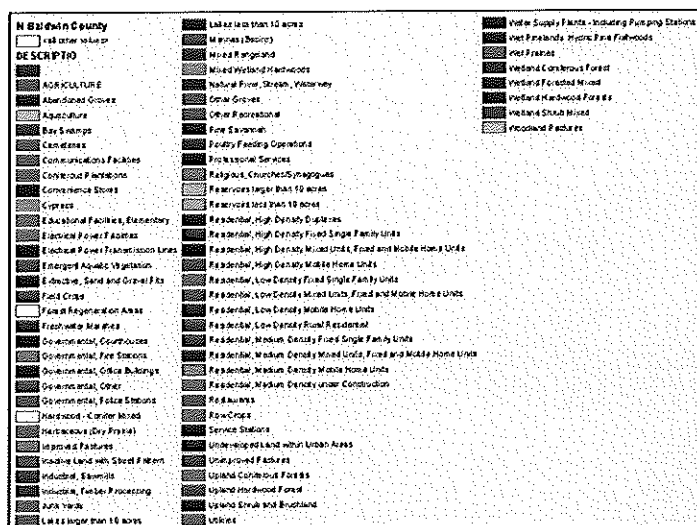 N Baldwin County
<all other values>
DESCRIPTIO
AGRICULTURE
Abandoned Groves
Aquaculture
Bay Swamps
Cemeteries
Communications Facilities
Coniferous Plantations
Convenience Stores
Cypress
Educational Facilities, Elementary
Electrical Power Facilities
Electrical Power Transmission Lines
Emergent Aquatic Vegetation
Extractive, Sand and Gravel Pits
Field Crops
Forest Regeneration Areas
Freshwater Marshes
Governmental, Courthouses
Governmental, Fire Stations
Governmental, Office Buildings
Governmental, Other
Governmental, Police Stations
Hardwood - Conifer Mixed
Herbaceous (Dry Prairie)
Improved Pastures
Inactive Land with Street Pattern
Industrial, Sawmills
Industrial, Timber Processing
Junk Yards
Lakes larger than 10 acres
Lakes less than 10 acres
Marinas (Boating)
Mixed Rangeland
Mixed Wetland Hardwoods
Natural River, Stream, Waterway
Other Groves
Other Recreational
Pine Savannah
Poultry Feeding Operations
Professional Services
Religious, Churches/Synagogues
Reservoirs larger than 10 acres
Reservoirs less than 10 acres
Residential, High Density Duplexes
Residential, High Density Fixed Single Family Units
Residential, High Density Mixed Units, Fixed and Mobile Home Units
Residential, High Density Mobile Home Units
Residential, Low Density Fixed Single Family Units
Residential, Low Density Mixed Units, Fixed and Mobile Home Units
Residential, Low Density Mobile Home Units
Residential, Low Density Rural Residential
Residential, Medium Density Fixed Single Family Units
Residential, Medium Density Mixed Units, Fixed and Mobile Home Units
Residential, Medium Density Mobile Home Units
Residential, Medium Density under Construction
Restaurants
Row Crops
Service Stations
Undeveloped Land within Urban Areas
Unimproved Pastures
Upland Coniferous Forests
Upland Hardwood Forest
Upland Shrub and Brushland
Utilities
Water Supply Plants - Including Pumping Stations
Wet Pinelands, Hydric Pine Flatwoods
Wet Prairies
Wetland Coniferous Forest
Wetland Forested Mixed
Wetland Hardwood Forests
Wetland Shrub Mixed
Woodland Pastures